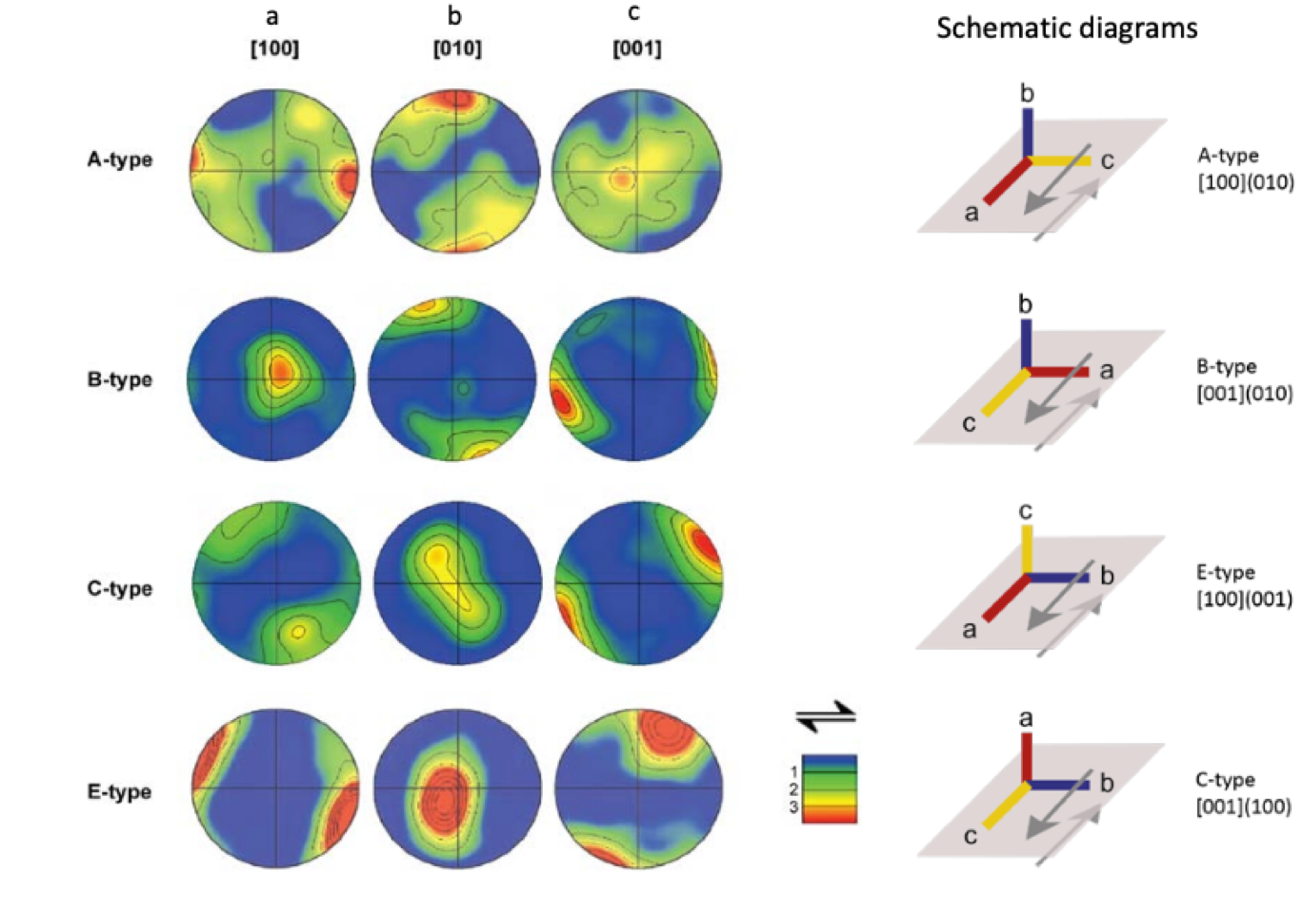 a b c
[100] [010] [001]
Schematic diagrams
A-type
b
c
a
A-type
[100](010)
B-type
b
a
c
B-type
[001](010)
C-type
c
b
a
E-type
[100](001)
E-type
1
2
3
a
b
c
C-type
[001](100)